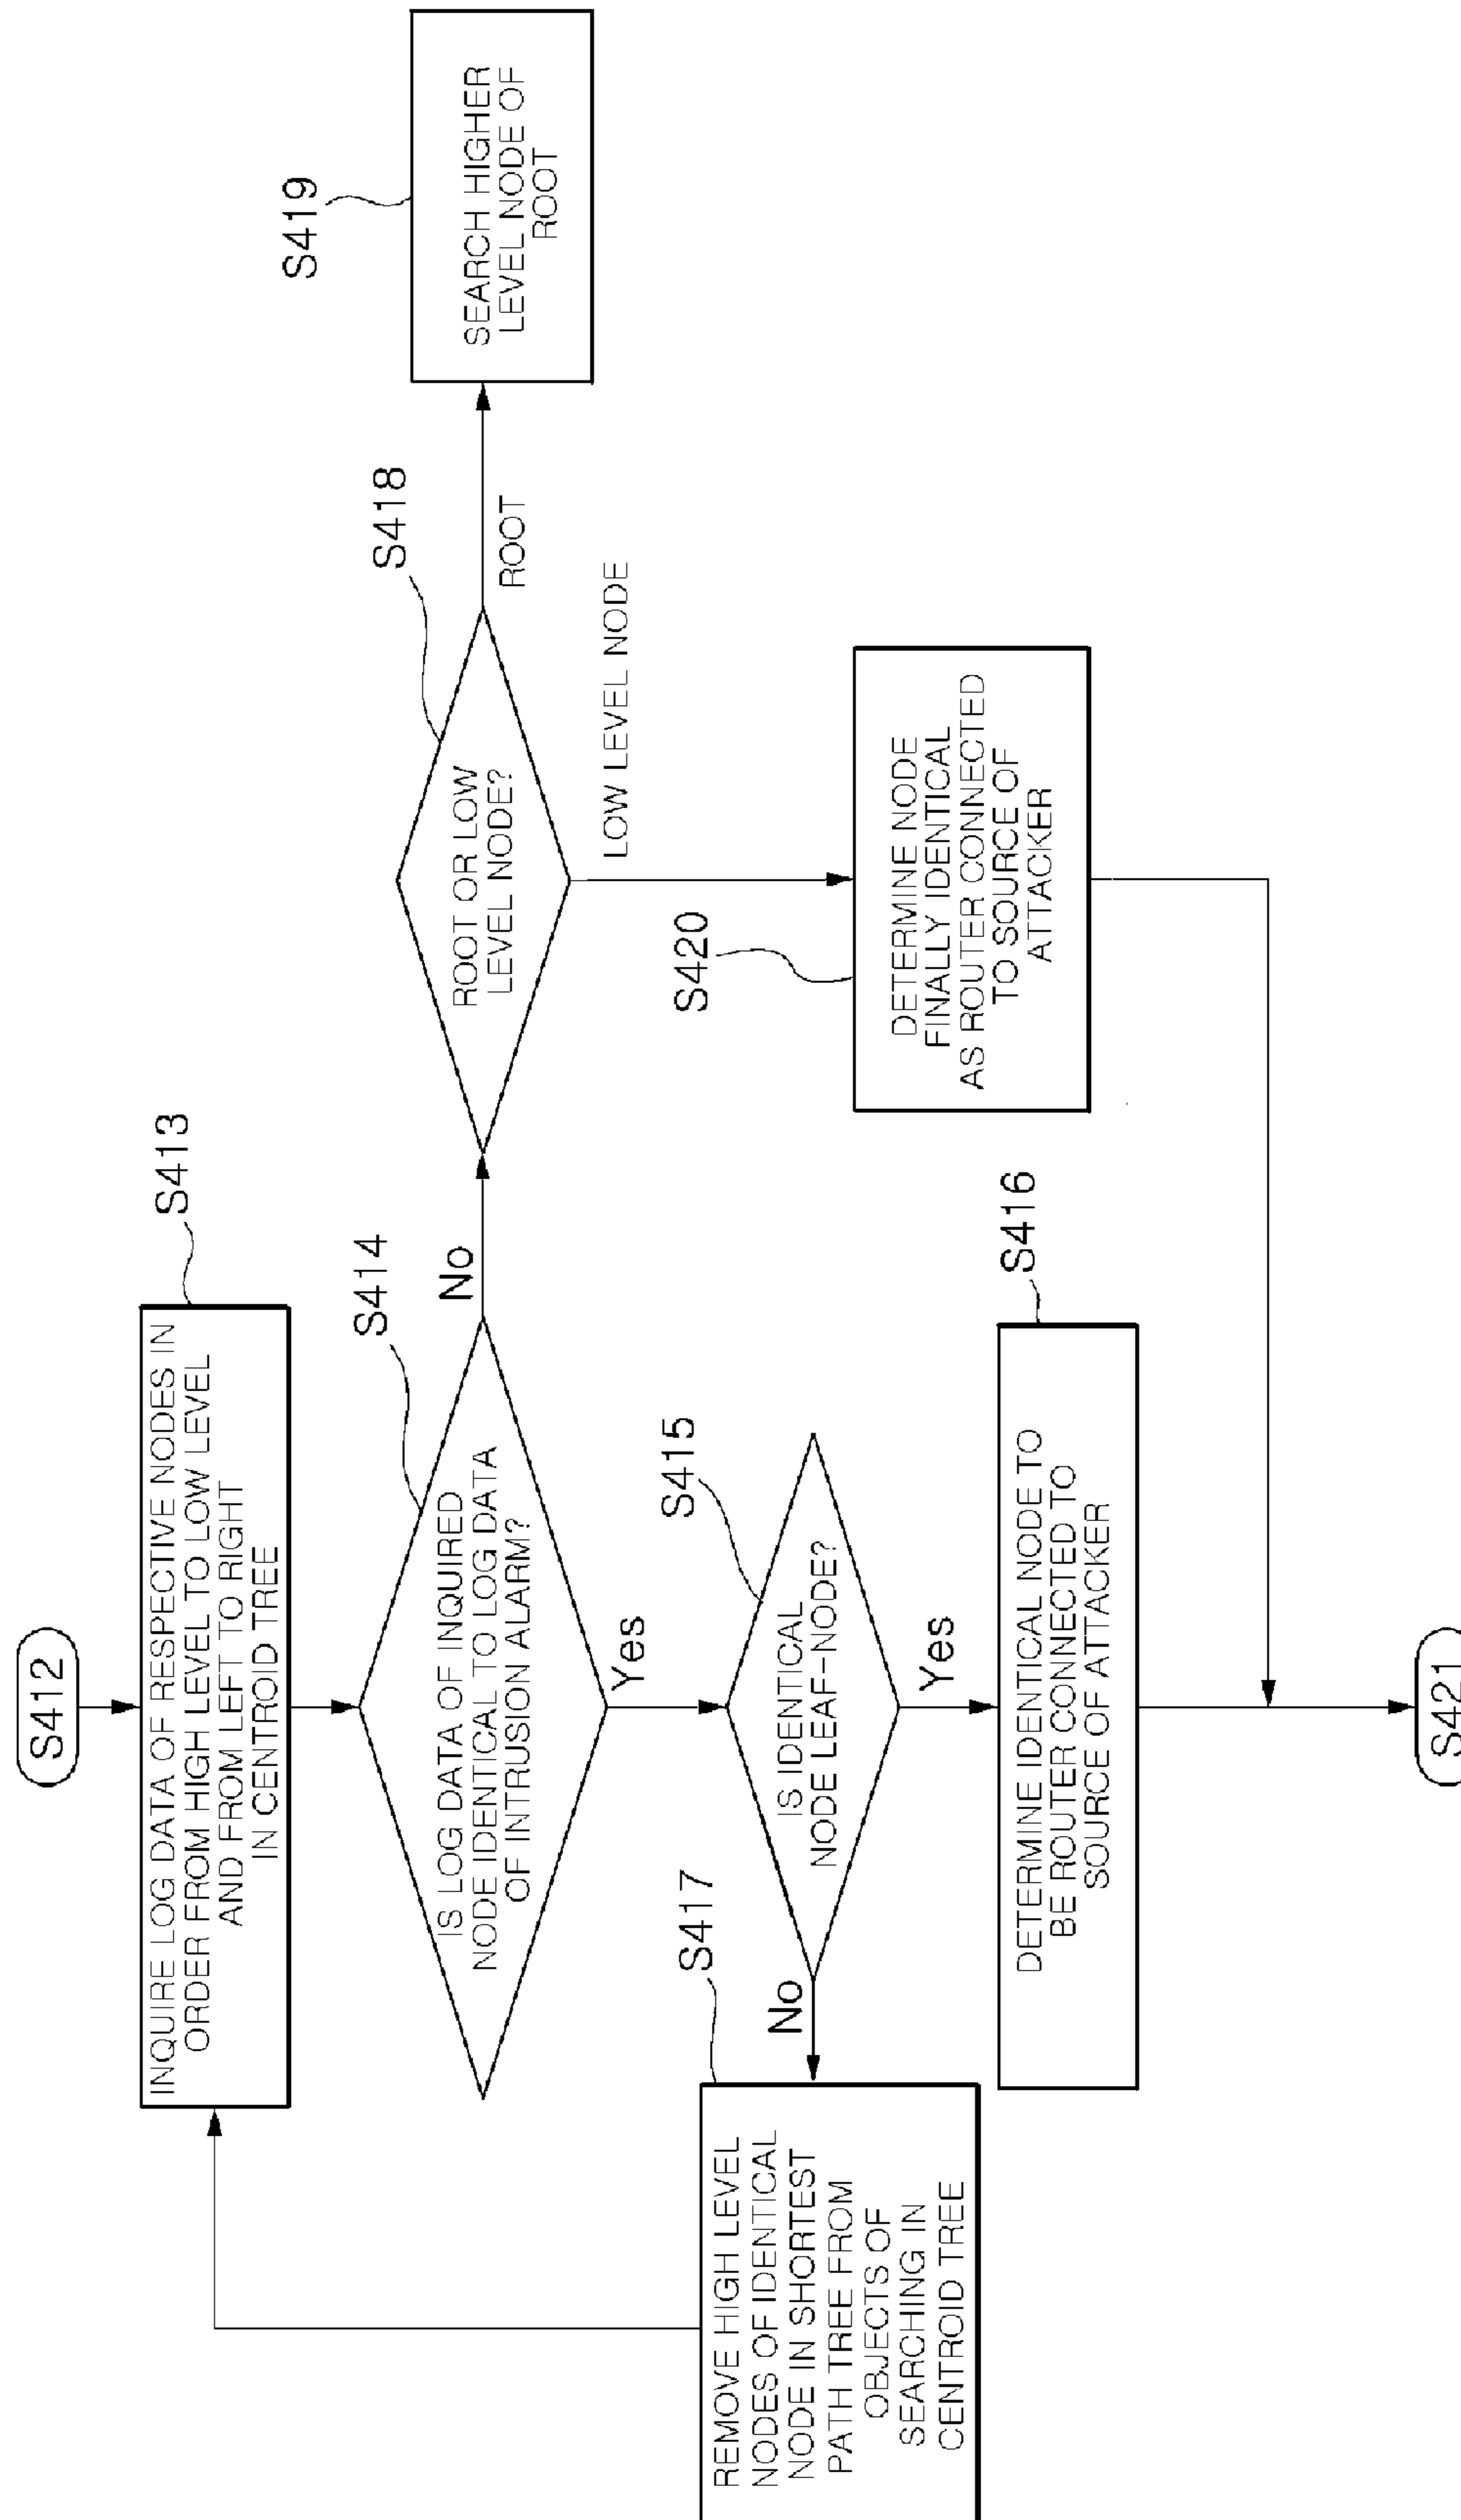 S412
S413
INQUIRE LOG DATA OF RESPECTIVE NODES IN
ORDER FROM HIGH LEVEL TO LOW LEVEL
AND FROM LEFT TO RIGHT
IN CENTROID TREE
S414
IS LOG DATA OF INQUIRED
NODE IDENTICAL TO LOG DATA
OF INTRUSION ALARM?
No
Yes
S418
ROOT OR LOW
LEVEL NODE?
ROOT
LOW LEVEL NODE
S419
SEARCH HIGHER
LEVEL NODE OF
ROOT
S415
IS IDENTICAL
NODE LEAF-NODE?
No
Yes
S417
REMOVE HIGH LEVEL
NODES OF IDENTICAL
NODE IN SHORTEST
PATH TREE FROM
OBJECTS OF
SEARCHING IN
CENTROID TREE
S420
DETERMINE NODE
FINALLY IDENTICAL
AS ROUTER CONNECTED
TO SOURCE OF
ATTACKER
S416
DETERMINE IDENTICAL NODE TO
BE ROUTER CONNECTED TO
SOURCE OF ATTACKER
S421